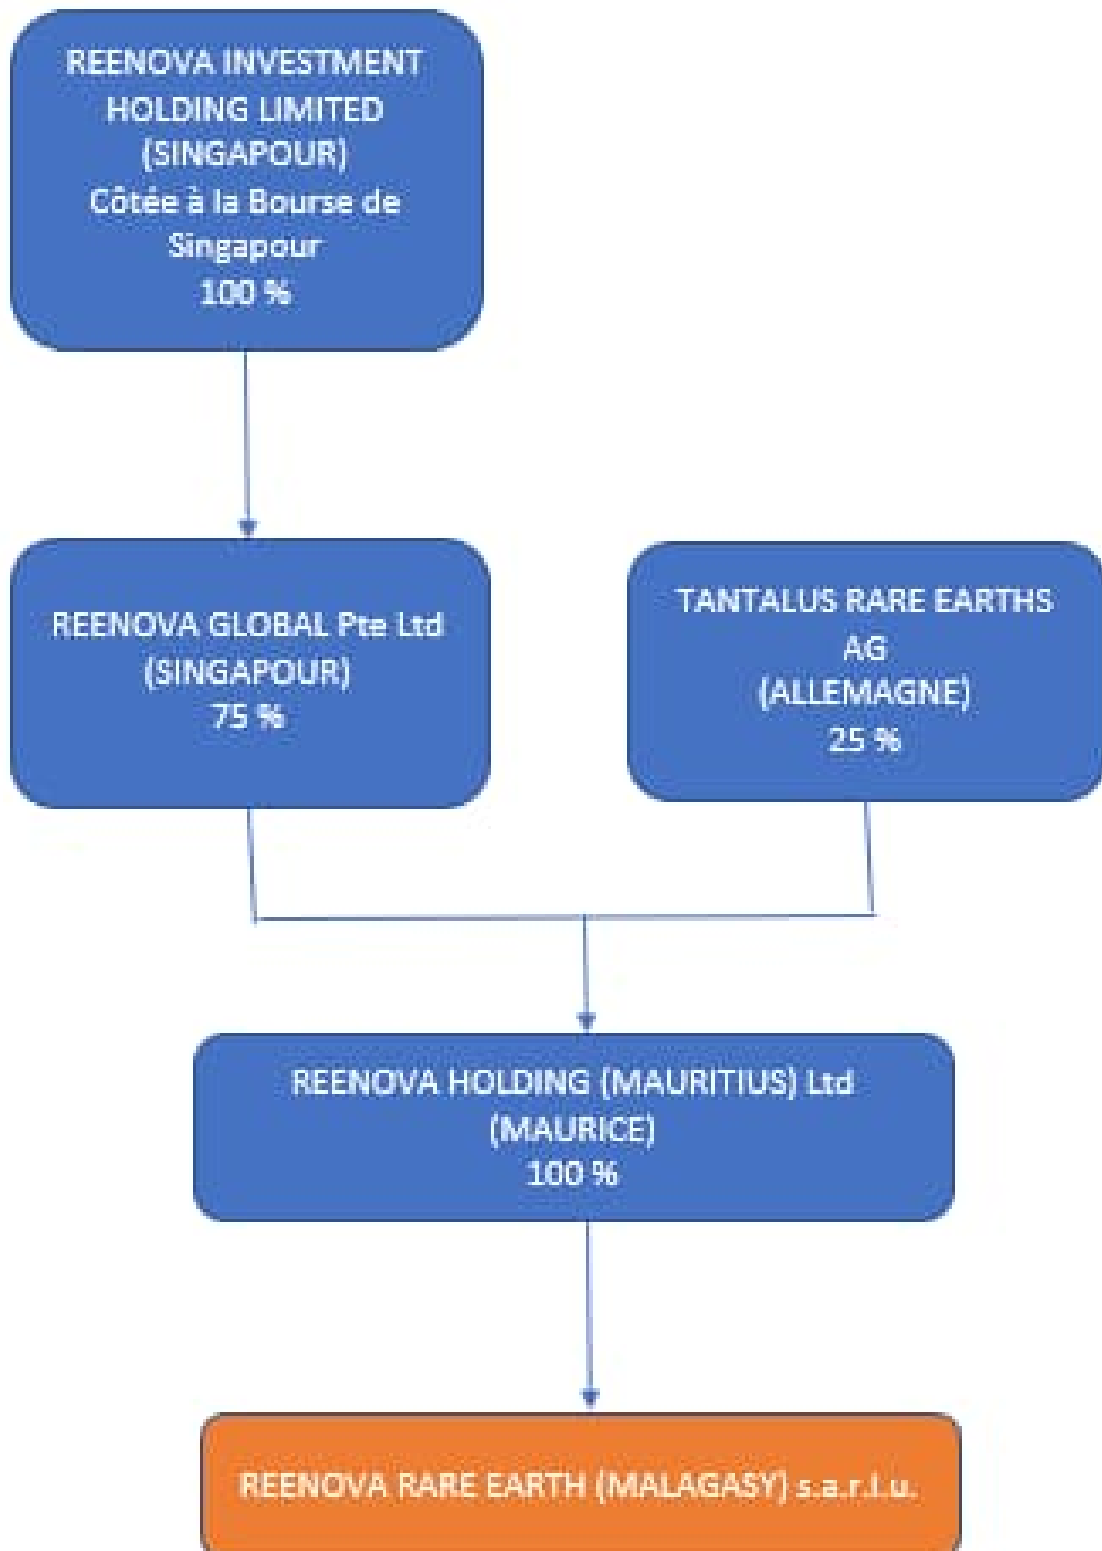 REENOVA INVESTMENT
HOLDING LIMITED
(SINGAPOUR)
Côtée à la Bourse de
Singapour
100 %
REENOVA GLOBAL Pte Ltd
(SINGAPOUR)
75 %
TANTALUS RARE EARTHS
AG
(ALLEMAGNE)
25 %
REENOVA HOLDING (MAURITIUS) Ltd
(MAURICE)
100 %
REENOVA RARE EARTH (MALAGASY) s.a.r.l.u.